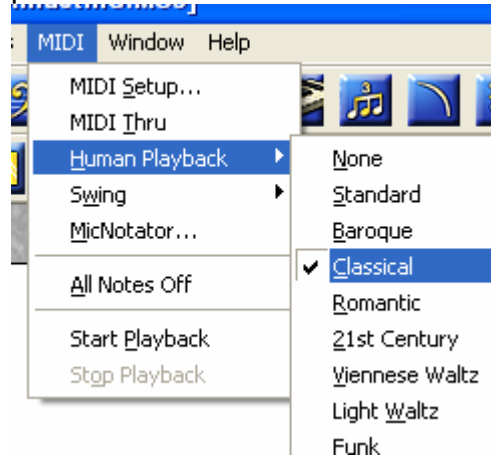 MIDI Window Help
MIDI Setup...
MIDI Thru
Human Playback
Swing
MicNotator...
All Notes Off
Start Playback
Stop Playback
None
Standard
Baroque
Classical
Romantic
21st Century
Viennese Waltz
Light Waltz
Funk